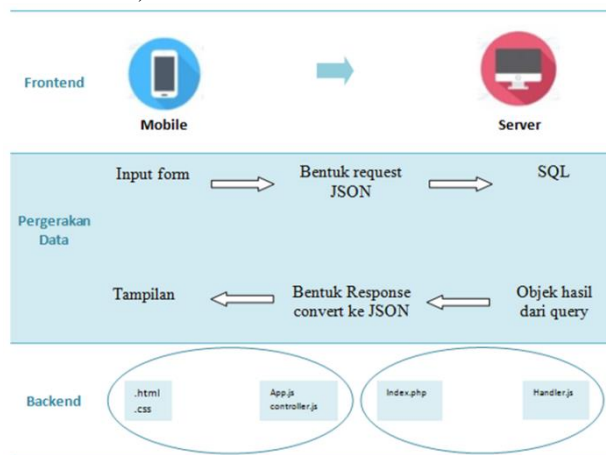 Frontend
Mobile
Server
Input form
Bentuk request
JSON
SQL
Pergerakan
Data
Tampilan
Bentuk Response
convert ke JSON
Objek hasil
dari query
Backend
.html
.css
App.js
controller.js
Index.php
Handler.js